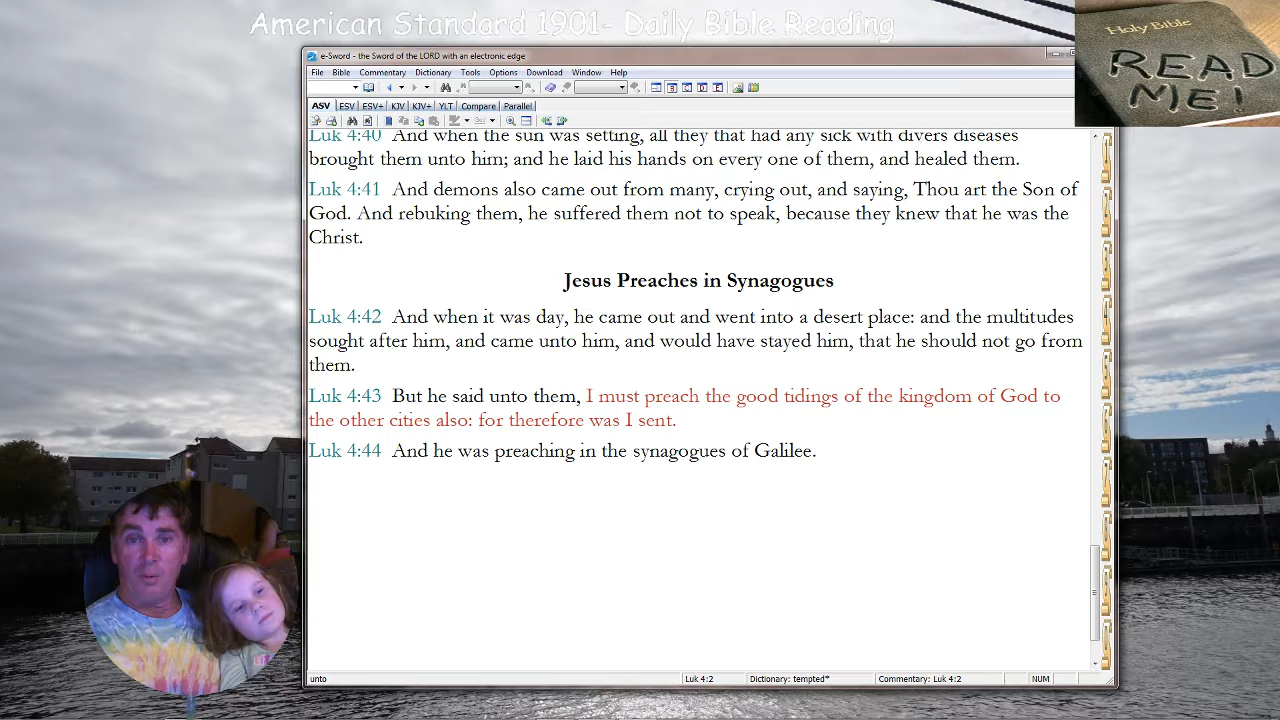 American Standard 1901- Daily Bible Reading
Holy Bible
READ
ME!
e-Sword - the Sword of the LORD with an electronic edge
File Bible Commentary Dictionary Tools Options Download Window Help
ASV ESV ESV+ KJV KJV+ YLT Compare Parallel
Luk 4:40 And when the sun was setting, all they that had any sick with divers diseases
brought them unto him; and he laid his hands on every one of them, and healed them.
Luk 4:41 And demons also came out from many, crying out, and saying, Thou art the Son of
God. And rebuking them, he suffered them not to speak, because they knew that he was the
Christ.
Jesus Preaches in Synagogues
Luk 4:42 And when it was day, he came out and went into a desert place: and the multitudes
sought after him, and came unto him, and would have stayed him, that he should not go from
them.
Luk 4:43 But he said unto them, I must preach the good tidings of the kingdom of God to
the other cities also: for therefore was I sent.
Luk 4:44 And he was preaching in the synagogues of Galilee.
unto Luk 4:2 Dictionary: tempted* Commentary: Luk 4:2 NUM